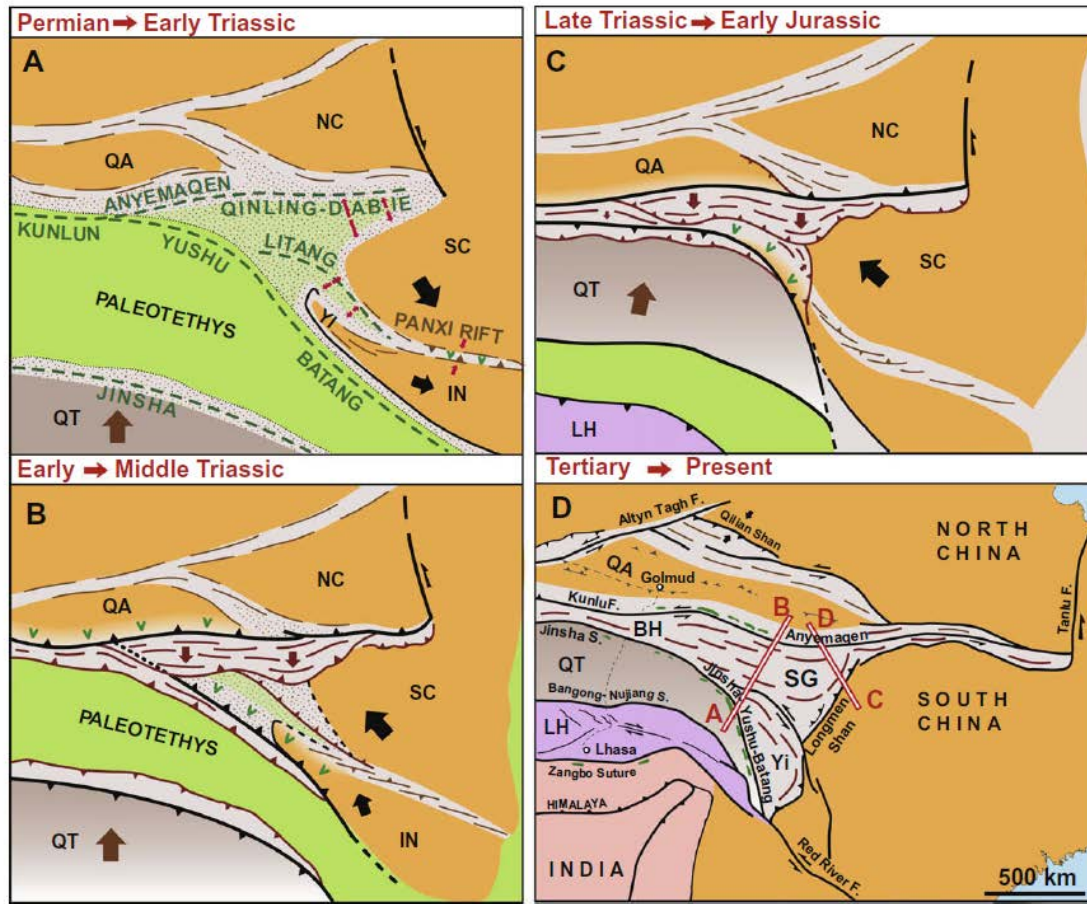 Permian → Early Triassic
A
NC
QA
ANYEMAQEN
QINLING-DABIE
KUNLUN
YUSHU
LITANG
SC
PALEOTETHYS
YI
PANXI RIFT
BATANG
IN
JINSHA
QT
Early → Middle Triassic
B
NC
QA
SC
PALEOTETHYS
QT
IN
Late Triassic → Early Jurassic
C
NC
QA
SC
QT
LH
Tertiary → Present
D
Altyn Tagh F.
Qilian Shan
NORTH
CHINA
QA
Golmud
Kunlu F.
B
D
Tanlu F.
BH
Anyemaqen
Jinsha S.
QT
SG
Jinsha
Bangong-Nujiang S.
A
C
SOUTH
CHINA
LH
Lhasa
Yushu-Batang
Longmen
Shan
Yi
Zangbo Suture
HIMALAYA
INDIA
Red River F.
500 km